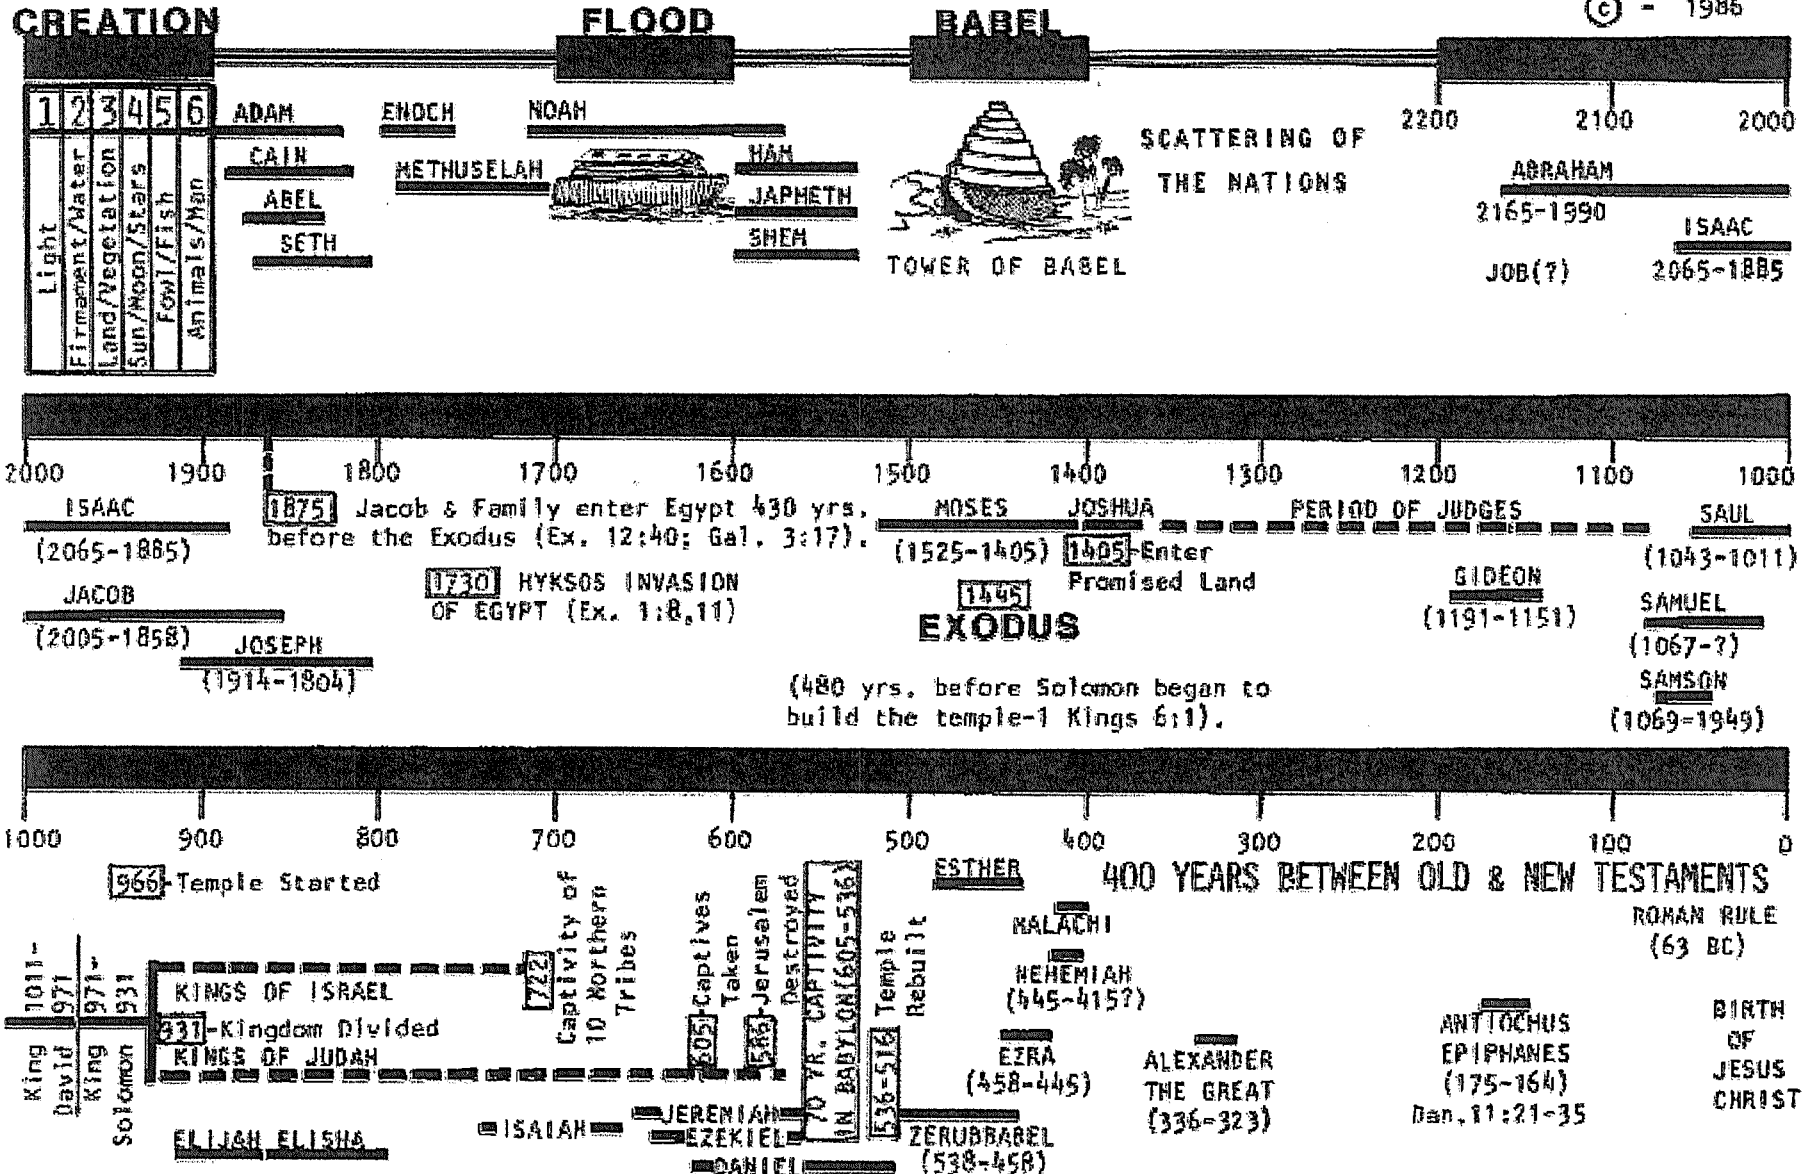 CREATION
FLOOD
BABEL
© - 1986
1 2 3 4 5 6
Light
Firmament/Water
Land/Vegetation
Sun/Moon/Stars
Fowl/Fish
Animals/Man
ADAM
CAIN
ABEL
SETH
ENOCH
METHUSELAH
NOAH
HAM
JAPHETH
SHEM
TOWER OF BABEL
SCATTERING OF
THE NATIONS
2200 2100 2000
ABRAHAM
2165-1990
ISAAC
JOB(?)
2065-1885
2000 1900 1800 1700 1600 1500 1400 1300 1200 1100 1000
ISAAC
(2065-1885)
JACOB
(2005-1858)
JOSEPH
(1914-1804)
1875 Jacob & Family enter Egypt 430 yrs.
before the Exodus (Ex. 12:40; Gal. 3:17).
1730 HYKSOS INVASION
OF EGYPT (Ex. 1:8,11)
MOSES
(1525-1405)
JOSHUA
1405-Enter
Promised Land
1445
EXODUS
(480 yrs. before Solomon began to
build the temple-1 Kings 6:1).
PERIOD OF JUDGES
GIDEON
(1191-1151)
SAUL
(1043-1011)
SAMUEL
(1067-?)
SAMSON
(1069=1949)
1000 900 800 700 600 500 400 300 200 100 0
966-Temple Started
King David 1011-971
King Solomon 971-931
KINGS OF ISRAEL
931-Kingdom Divided
KINGS OF JUDAH
ELIJAH ELISHA
722 Captivity of
10 Northern
Tribes
ISAIAH
605-Captives
Taken
586-Jerusalem
Destroyed
JEREMIAH
EZEKIEL
DANIEL
70 YR. CAPTIVITY
IN BABYLON(605-536)
536-516 Temple
Rebuilt
ZERUBBABEL
(538-458)
ESTHER
MALACHI
NEHEMIAH
(445-415?)
EZRA
(458-445)
400 YEARS BETWEEN OLD & NEW TESTAMENTS
ALEXANDER
THE GREAT
(336-323)
ANTIOCHUS
EPIPHANES
(175-164)
Dan.11:21-35
ROMAN RULE
(63 BC)
BIRTH
OF
JESUS
CHRIST